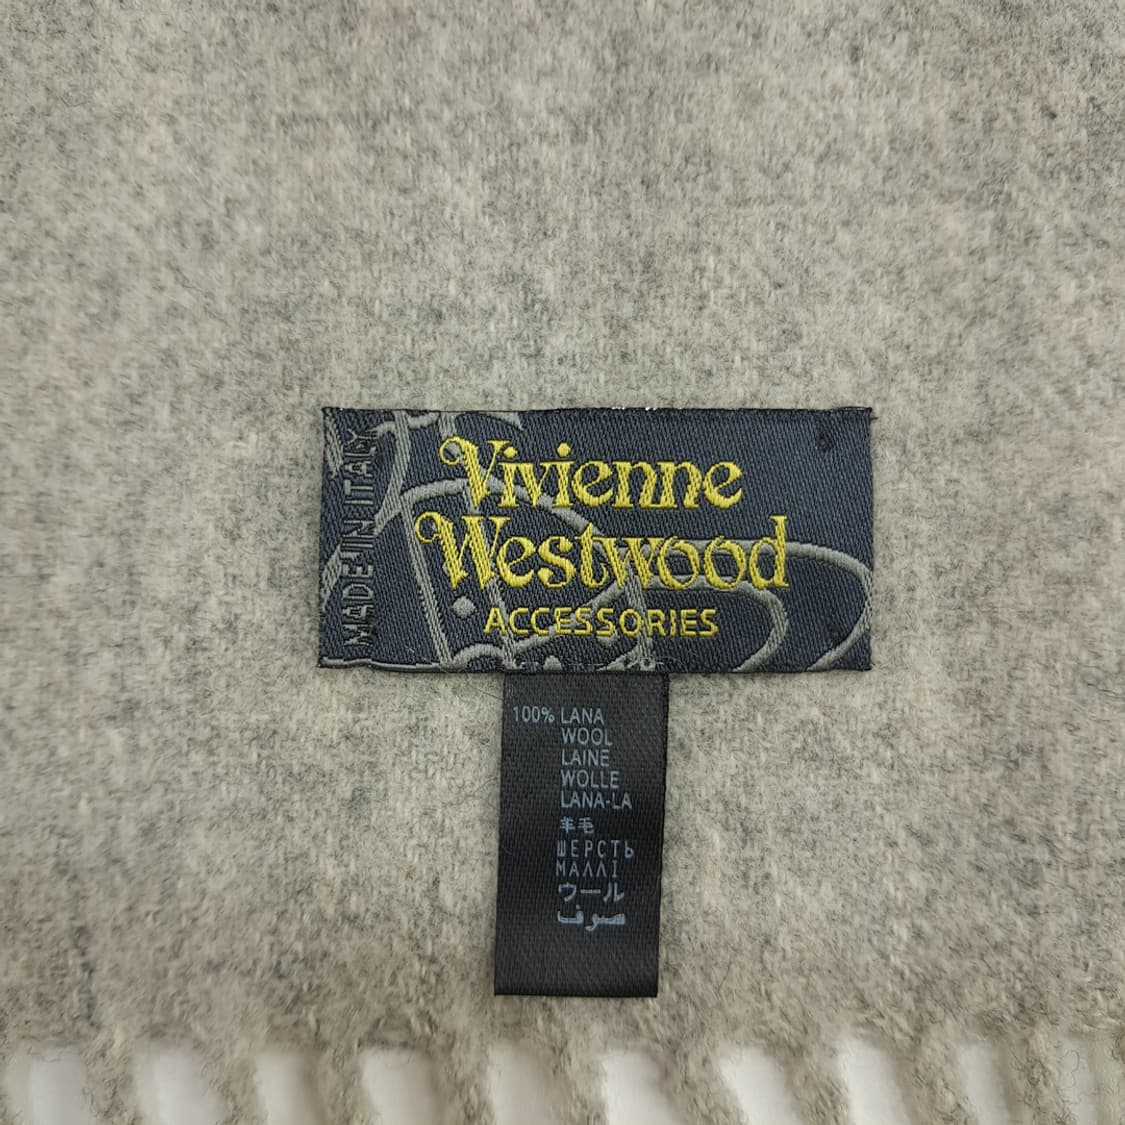 MADE IN ITALY
Vivienne
Westwood
ACCESSORIES
100% LANA
WOOL
LAINE
WOLLE
LANA-LA
羊毛
ШЕРСТЬ
ΜΑΛΛΙ
ウール
صوف